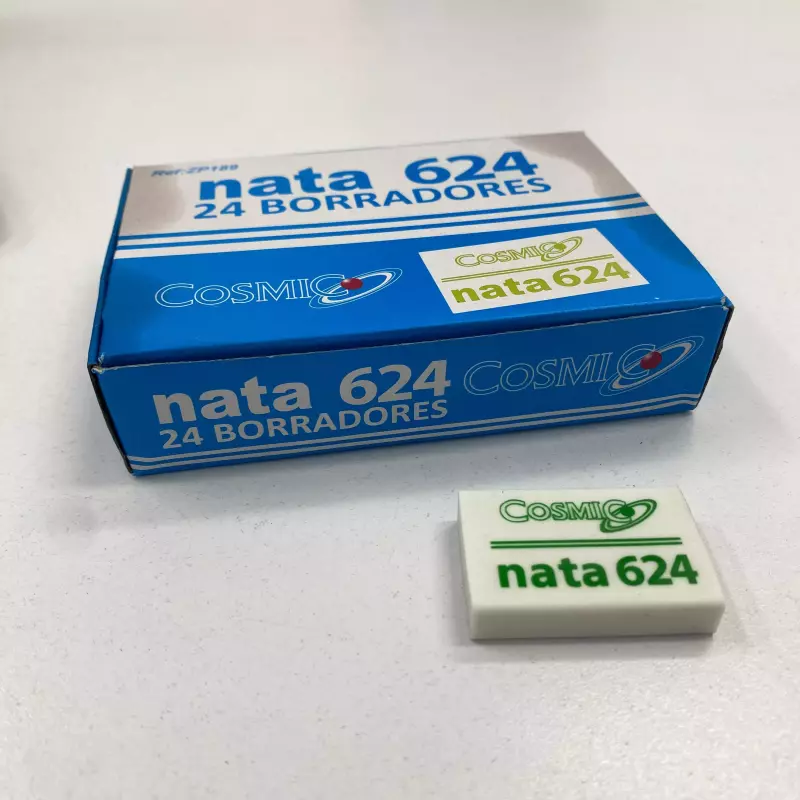 Ref: ZP189
nata 624
24 BORRADORES
COSMIC
COSMIC
nata 624
nata 624 COSMIC
24 BORRADORES
COSMIC
nata 624